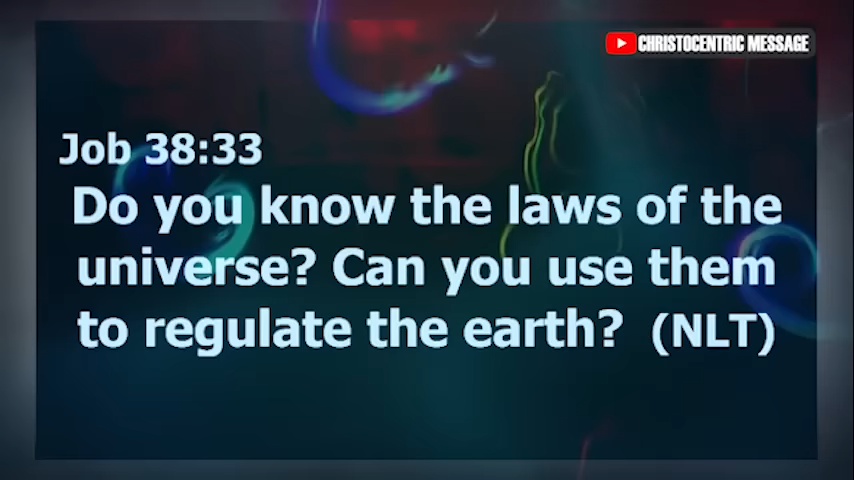 CHRISTOCENTRIC MESSAGE
Job 38:33
Do you know the laws of the
universe? Can you use them
to regulate the earth? (NLT)